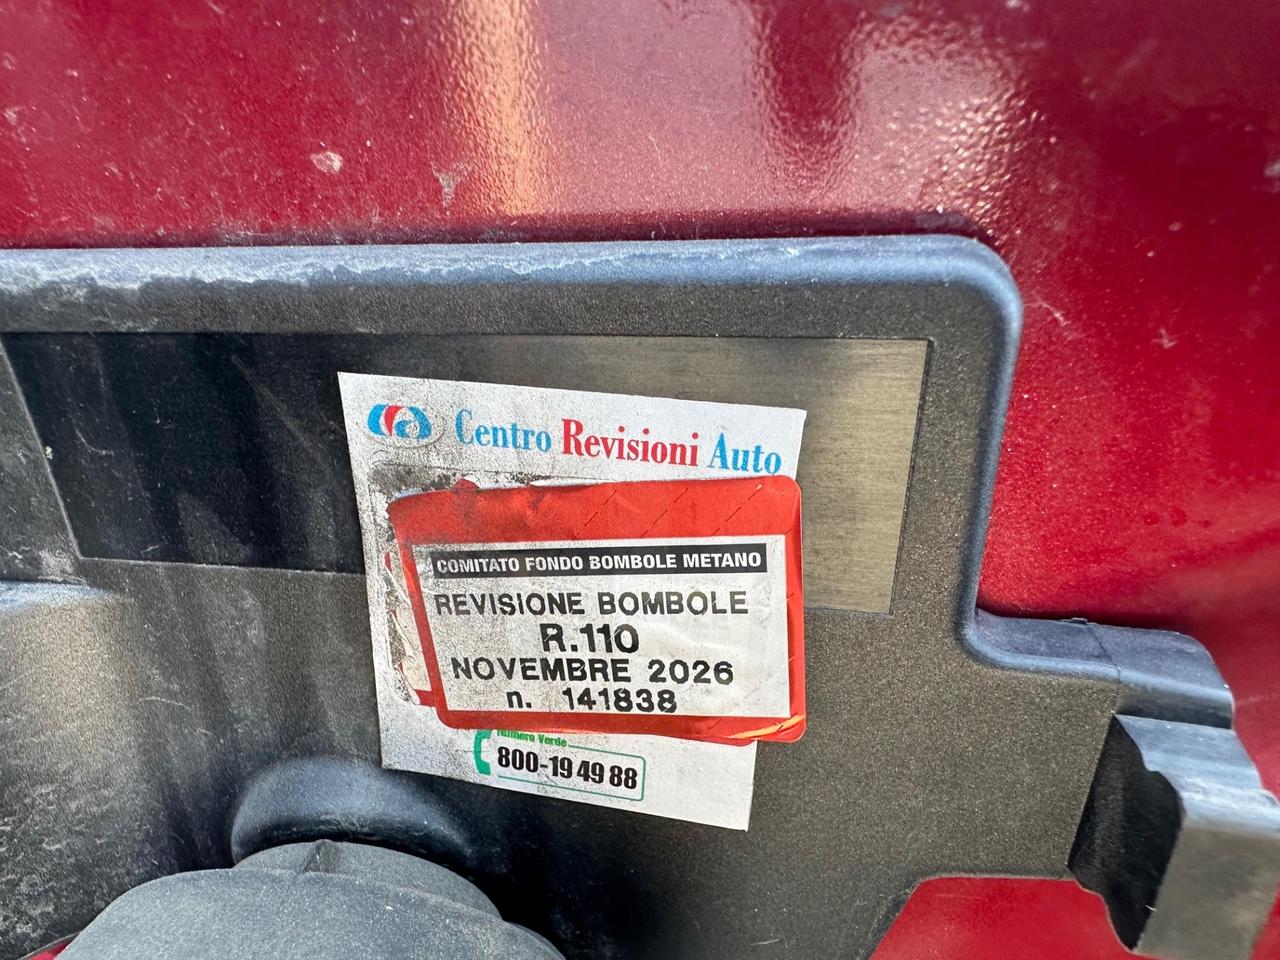 Centro Revisioni Auto
COMITATO FONDO BOMBOLE METANO
REVISIONE BOMBOLE
R.110
NOVEMBRE 2026
n. 141838
Numero Verde
800-19 49 88